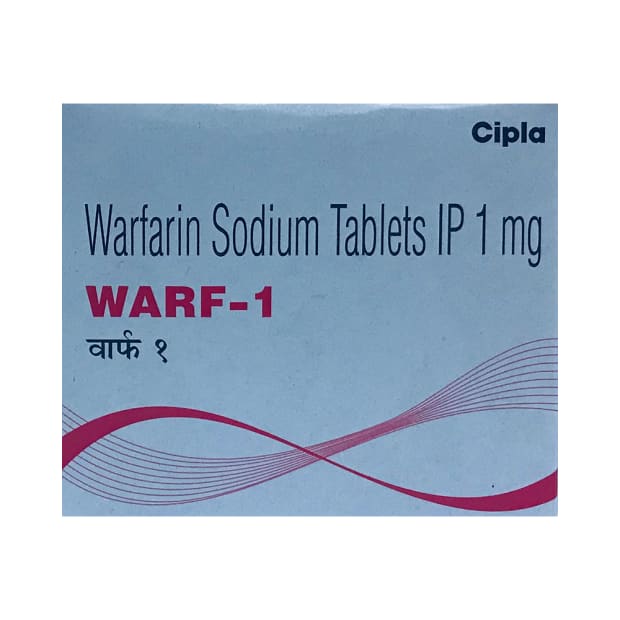 Cipla
Warfarin Sodium Tablets IP 1 mg
WARF-1
वार्फ १